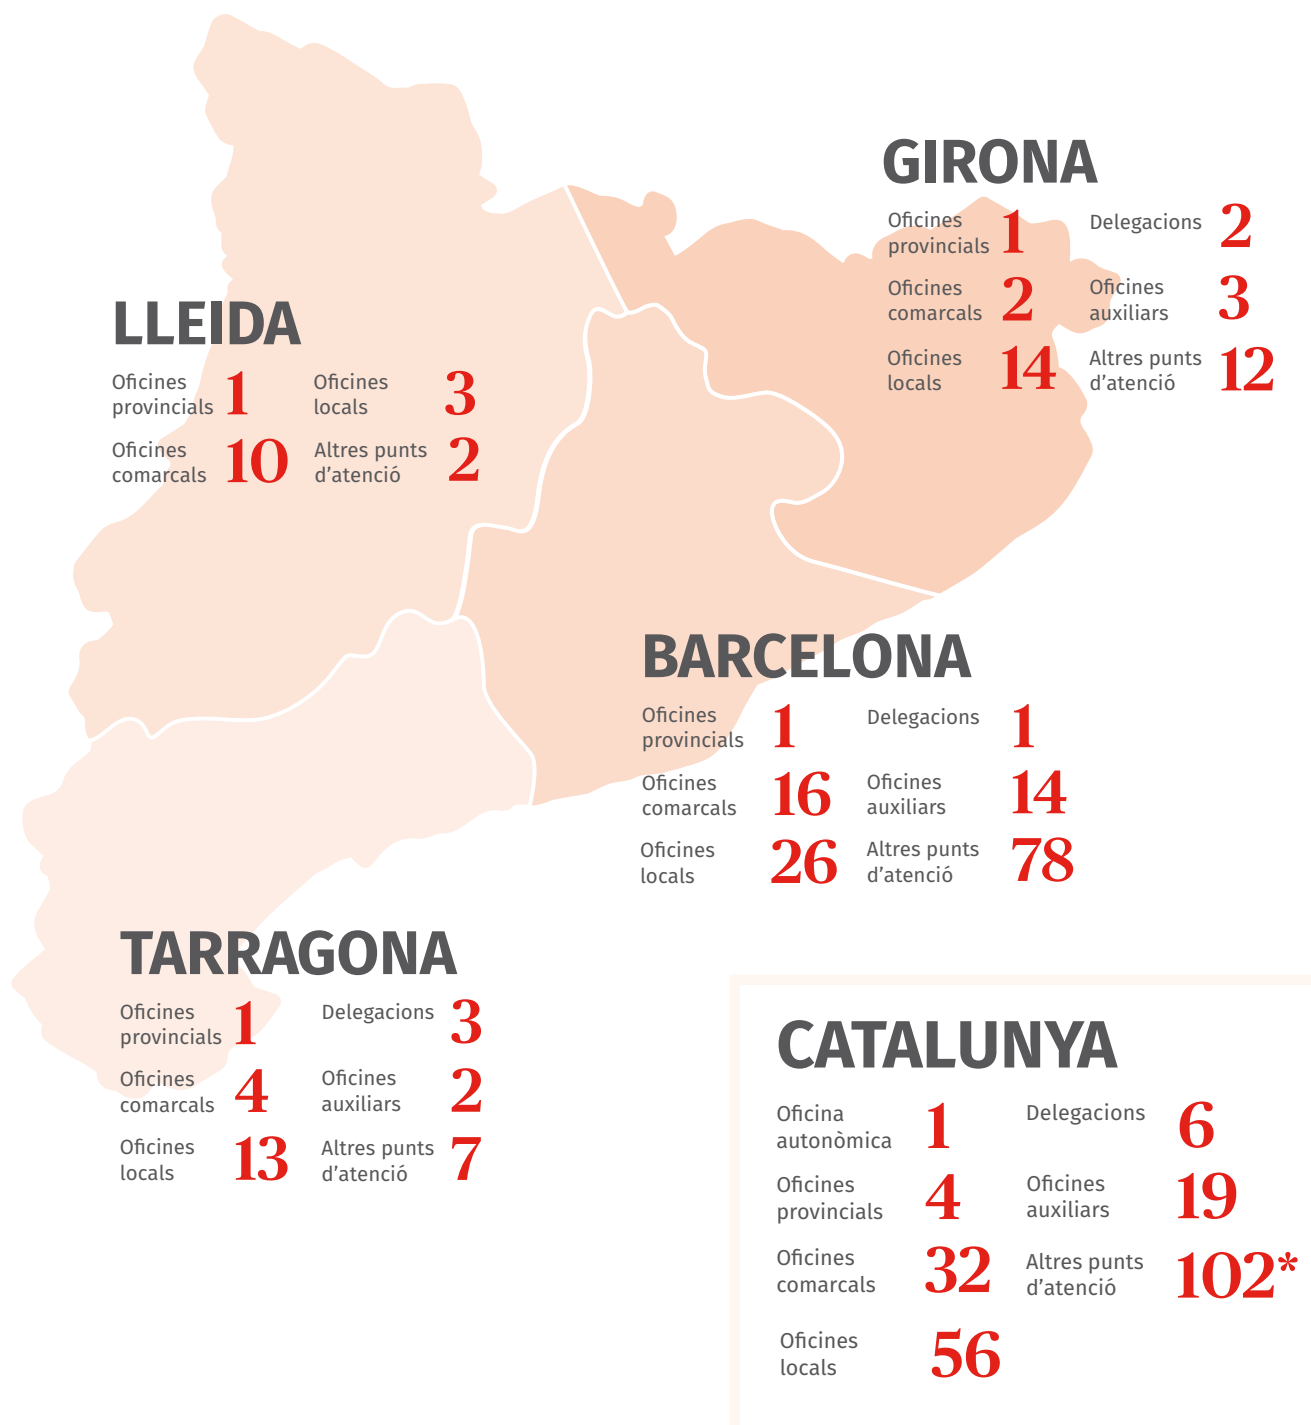 GIRONA
Oficines
provincials
1
Delegacions
2
Oficines
comarcals
2
Oficines
auxiliars
3
Oficines
locals
14
Altres punts
d'atenció
12
LLEIDA
Oficines
provincials
1
Oficines
locals
3
Oficines
comarcals
10
Altres punts
d'atenció
2
BARCELONA
Oficines
provincials
1
Delegacions
1
Oficines
comarcals
16
Oficines
auxiliars
14
Oficines
locals
26
Altres punts
d'atenció
78
TARRAGONA
Oficines
provincials
1
Delegacions
3
Oficines
comarcals
4
Oficines
auxiliars
2
Oficines
locals
13
Altres punts
d'atenció
7
CATALUNYA
Oficina
autonòmica
1
Delegacions
6
Oficines
provincials
4
Oficines
auxiliars
19
Oficines
comarcals
32
Altres punts
d'atenció
102*
Oficines
locals
56